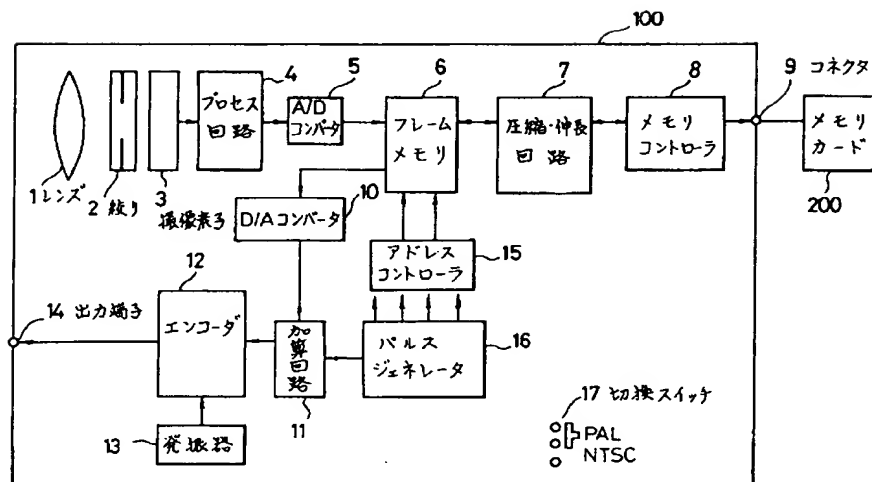 100
4
5
6
7
8
9 コネクタ
プロセス
回路
A/D
コンバータ
フレーム
メモリ
圧縮・伸長
回路
メモリ
コントローラ
メモリ
カード
200
1 レンズ
2 絞り
3
撮像素子
D/Aコンバータ
10
アドレス
コントローラ
15
12
14 出力端子
エンコーダ
加算回路
11
パルス
ジェネレータ
16
13
発振路
17 切換スイッチ
PAL
NTSC